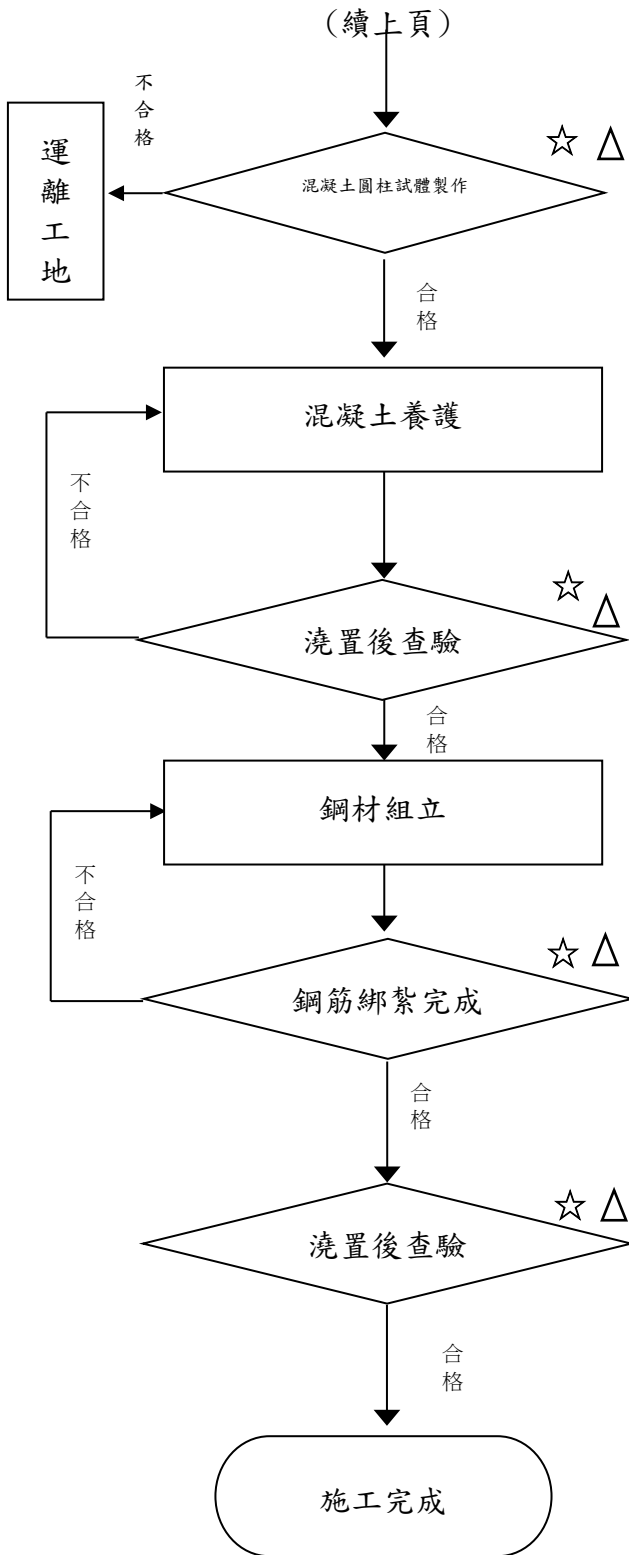 （續上頁）
不合格
運離工地
混凝土圓柱試體製作
☆ △
合格
混凝土養護
不合格
☆ △
澆置後查驗
合格
鋼材組立
不合格
☆ △
鋼筋綁紮完成
合格
☆ △
澆置後查驗
合格
施工完成